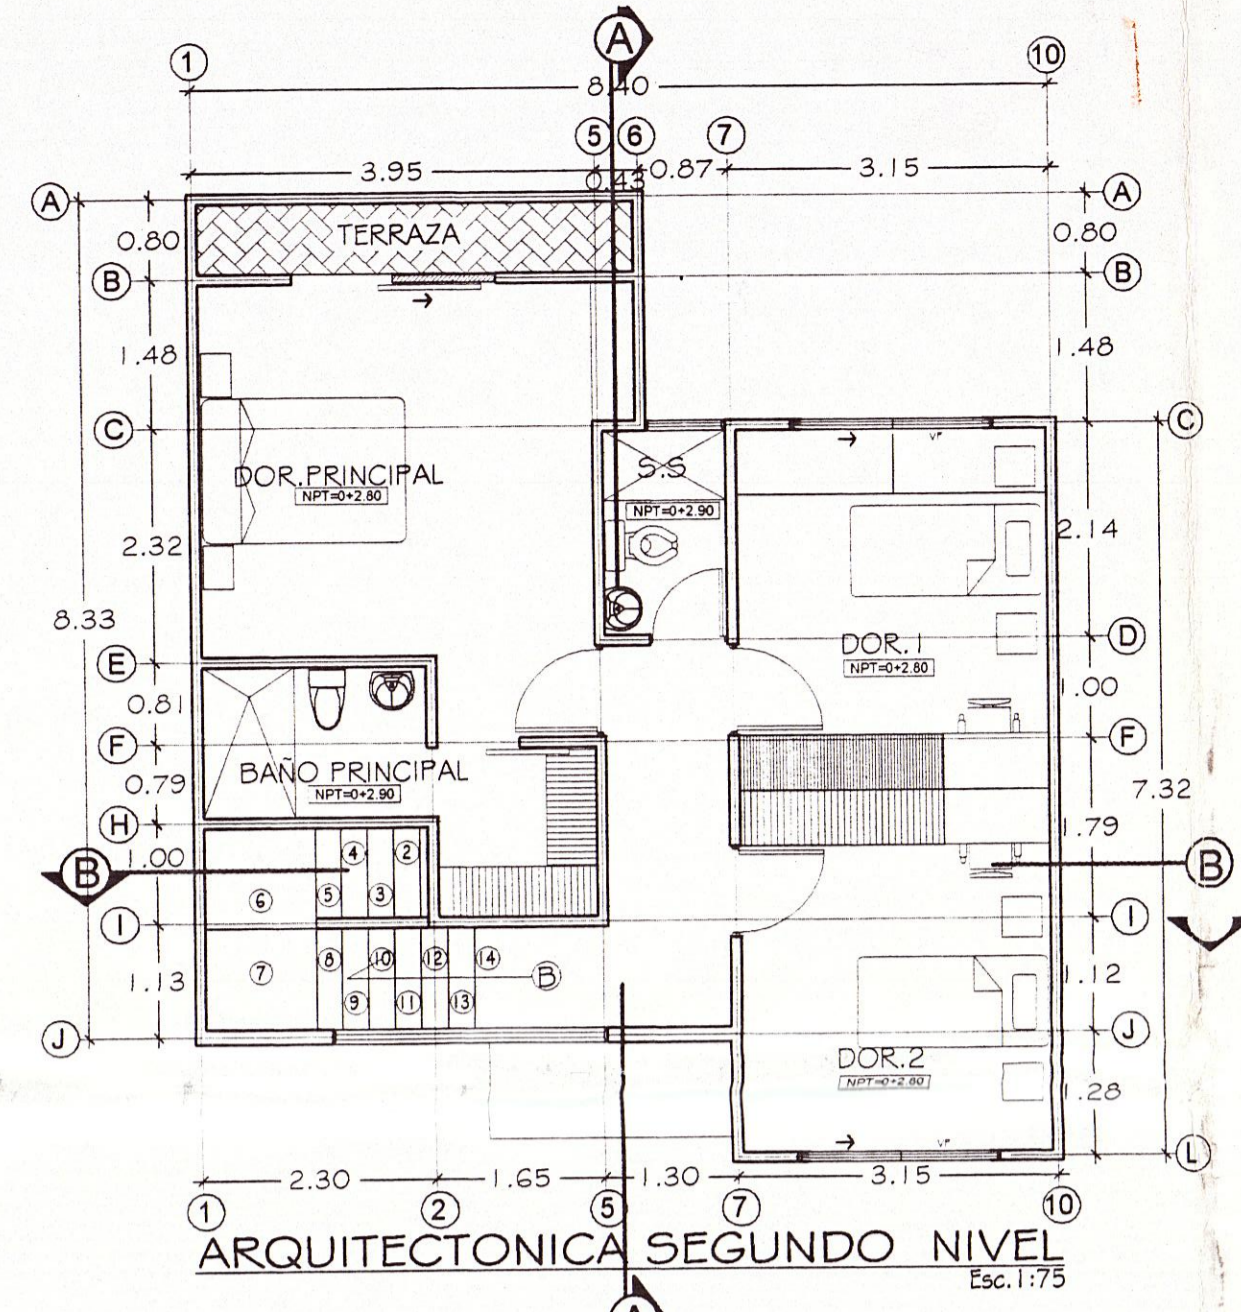 A
1
10
8.40
5
6
7
3.95
0.43
0.87
3.15
A
A
0.80
TERRAZA
0.80
B
B
1.48
1.48
C
C
DOR.PRINCIPAL
NPT=0+2.80
S.S
NPT=0+2.90
VP
2.32
2.14
8.33
D
DOR.1
NPT=0+2.80
E
0.81
1.00
F
F
0.79
BAÑO PRINCIPAL
NPT=0+2.90
7.32
H
1.79
1.00
B
B
4
2
6
5
3
I
I
7
8
10
12
14
B
1.13
9
11
13
1.12
J
J
DOR.2
NPT=0+2.80
1.28
VP
L
2.30
1.65
1.30
3.15
1
2
5
7
10
ARQUITECTONICA SEGUNDO NIVEL
Esc.1:75
A